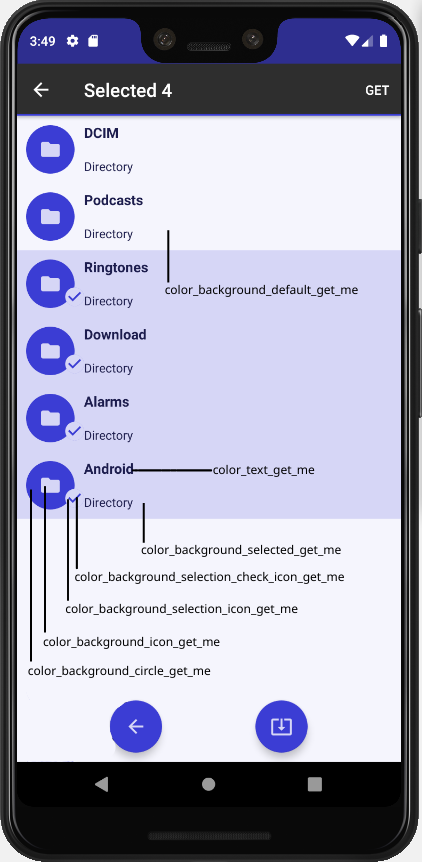 3:49
Selected 4
GET
DCIM
Directory
Podcasts
Directory
Ringtones
color_background_default_get_me
Directory
Download
Directory
Alarms
Directory
Android
color_text_get_me
Directory
color_background_selected_get_me
color_background_selection_check_icon_get_me
color_background_selection_icon_get_me
color_background_icon_get_me
color_background_circle_get_me